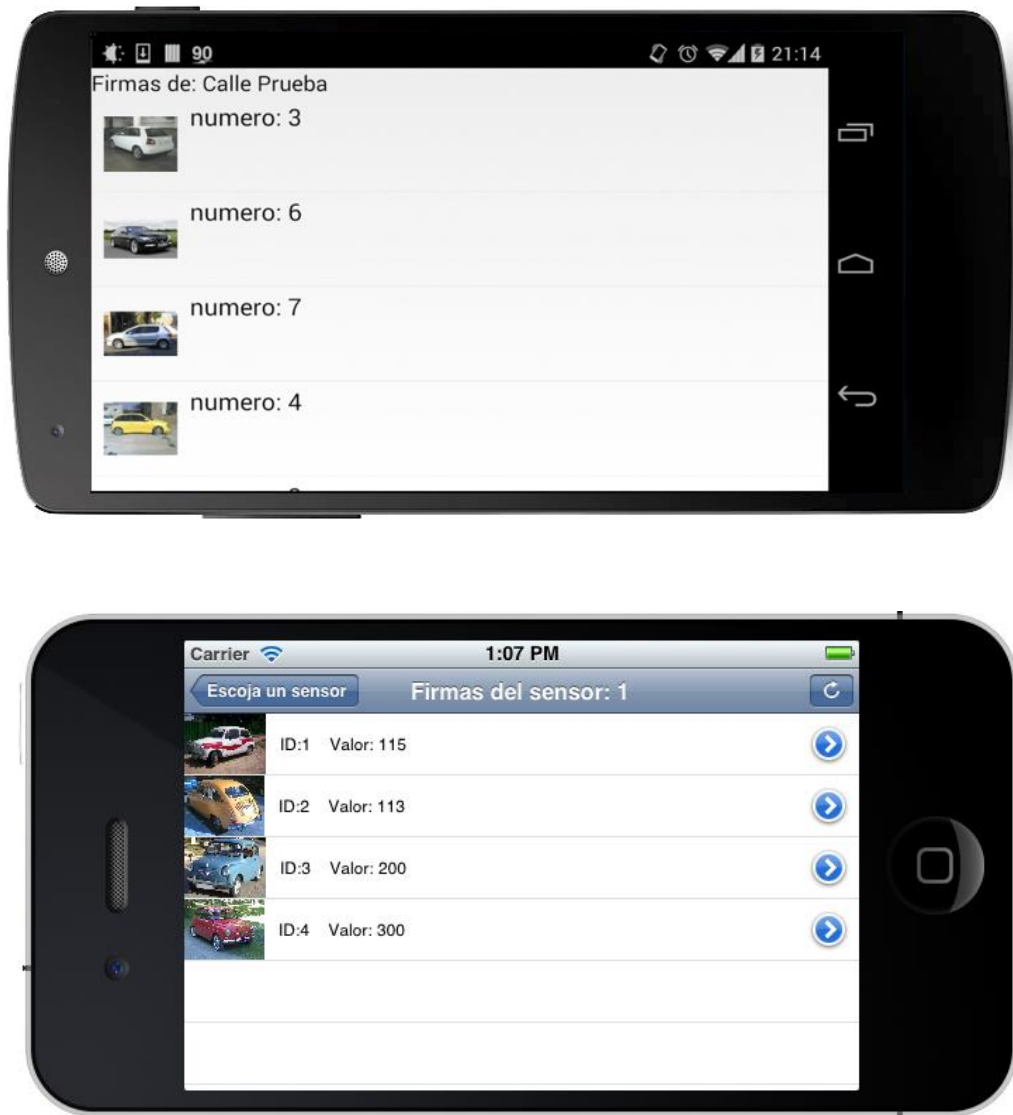 90 21:14
Firmas de: Calle Prueba
numero: 3
numero: 6
numero: 7
numero: 4
Carrier 1:07 PM
Escoja un sensor Firmas del sensor: 1
ID:1 Valor: 115
ID:2 Valor: 113
ID:3 Valor: 200
ID:4 Valor: 300